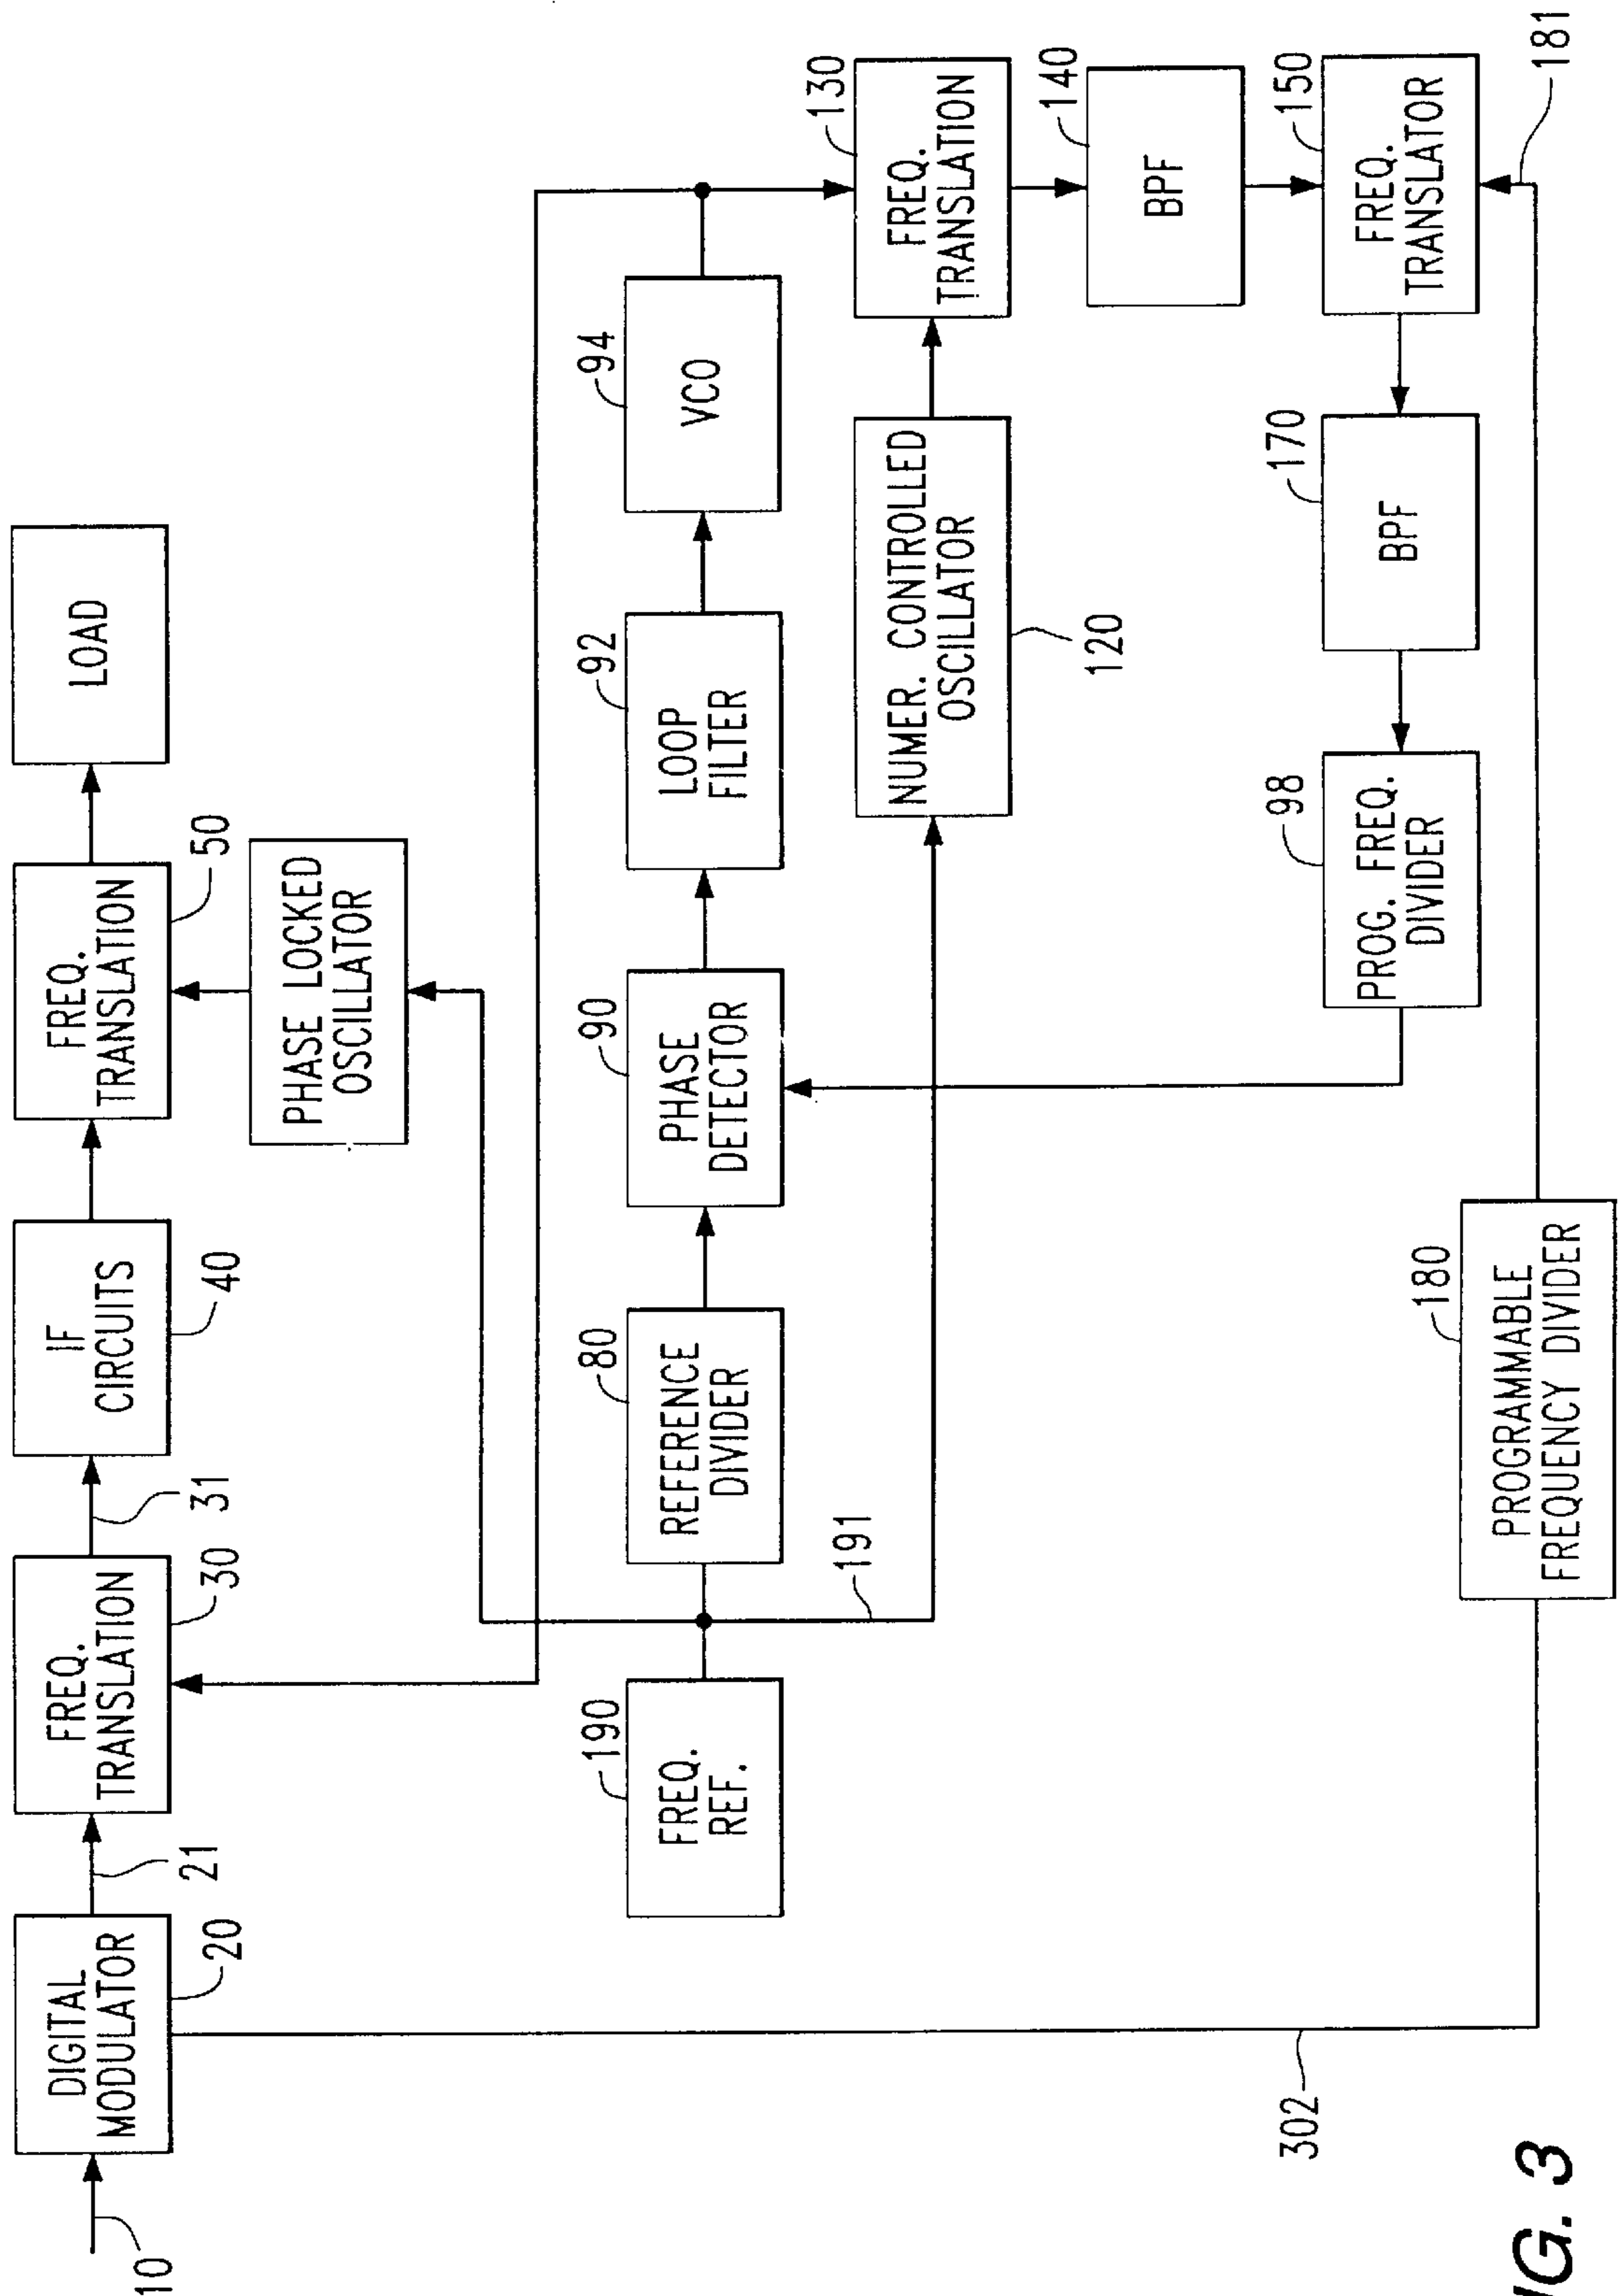 10
DIGITAL
MODULATOR
20
21
FREQ.
TRANSLATION
30
31
IF
CIRCUITS
40
FREQ.
TRANSLATION
50
LOAD
PHASE LOCKED
OSCILLATOR
190
FREQ.
REF.
191
80
REFERENCE
DIVIDER
90
PHASE
DETECTOR
92
LOOP
FILTER
94
VCO
NUMER. CONTROLLED
OSCILLATOR
120
130
FREQ.
TRANSLATION
140
BPF
150
FREQ.
TRANSLATOR
181
170
BPF
98
PROG. FREQ.
DIVIDER
180
PROGRAMMABLE
FREQUENCY DIVIDER
302
IG. 3